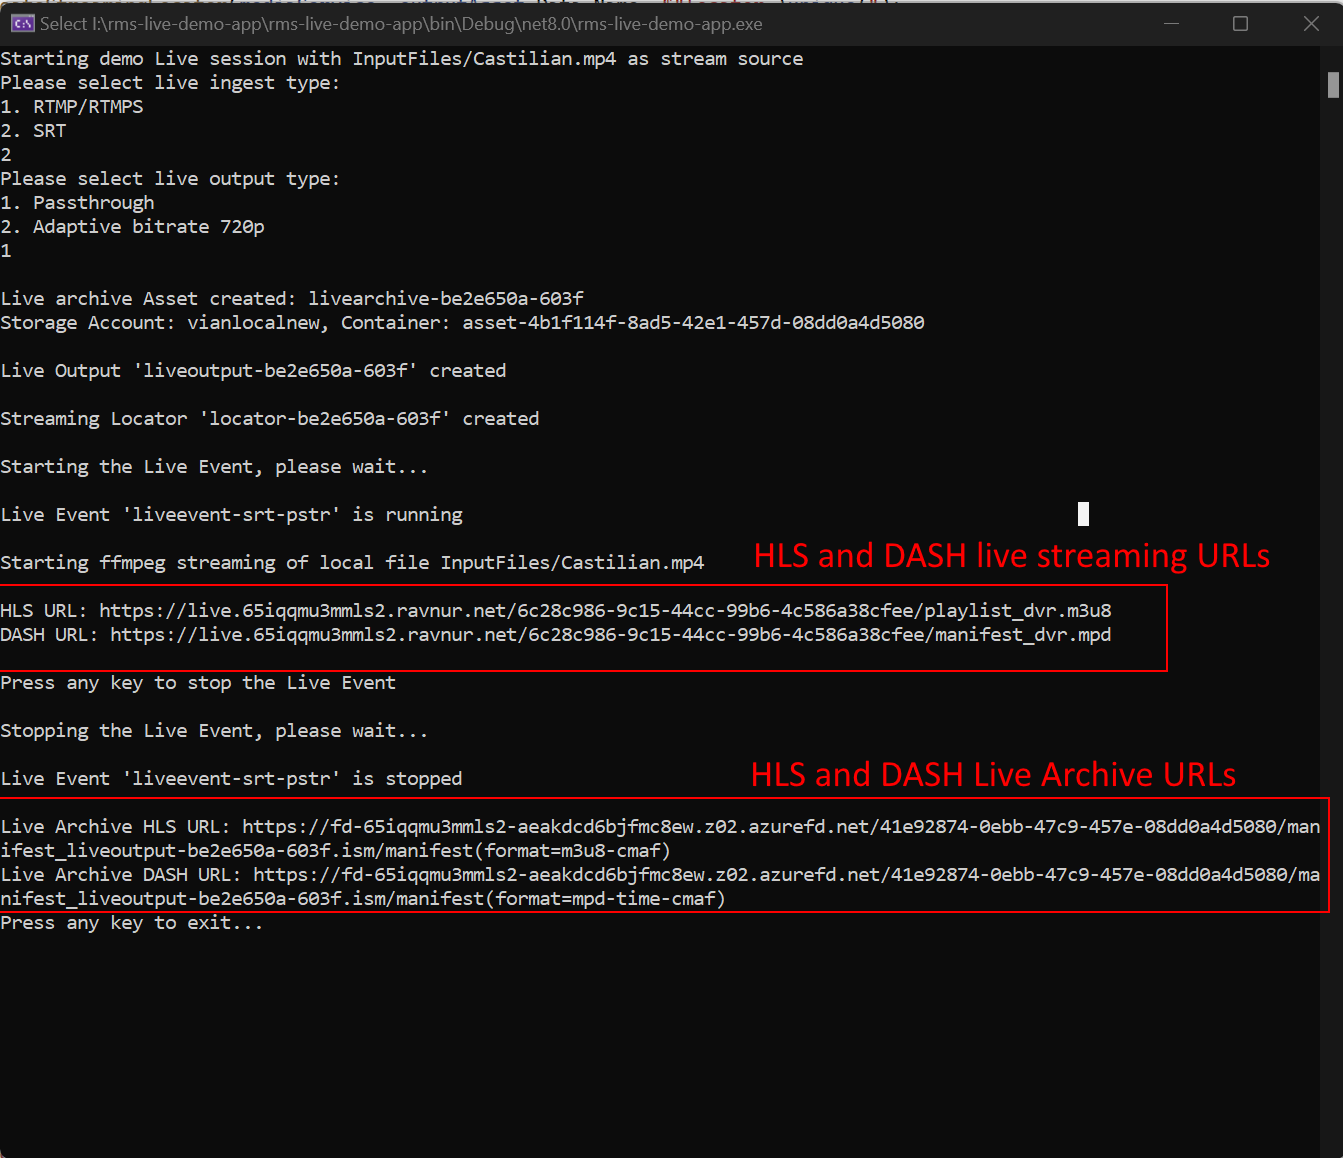 Select I:\rms-live-demo-app\rms-live-demo-app\bin\Debug\net8.0\rms-live-demo-app.exe
Starting demo Live session with InputFiles/Castilian.mp4 as stream source
Please select live ingest type:
1. RTMP/RTMPS
2. SRT
2
Please select live output type:
1. Passthrough
2. Adaptive bitrate 720p
1
Live archive Asset created: livearchive-be2e650a-603f
Storage Account: vianlocalnew, Container: asset-4b1f114f-8ad5-42e1-457d-08dd0a4d5080
Live Output 'liveoutput-be2e650a-603f' created
Streaming Locator 'locator-be2e650a-603f' created
Starting the Live Event, please wait...
Live Event 'liveevent-srt-pstr' is running
Starting ffmpeg streaming of local file InputFiles/Castilian.mp4
HLS and DASH live streaming URLs
HLS URL: https://live.65iqqmu3mmls2.ravnur.net/6c28c986-9c15-44cc-99b6-4c586a38cfee/playlist_dvr.m3u8
DASH URL: https://live.65iqqmu3mmls2.ravnur.net/6c28c986-9c15-44cc-99b6-4c586a38cfee/manifest_dvr.mpd
Press any key to stop the Live Event
Stopping the Live Event, please wait...
Live Event 'liveevent-srt-pstr' is stopped
HLS and DASH Live Archive URLs
Live Archive HLS URL: https://fd-65iqqmu3mmls2-aeakdcd6bjfmc8ew.z02.azurefd.net/41e92874-0ebb-47c9-457e-08dd0a4d5080/man
ifest_liveoutput-be2e650a-603f.ism/manifest(format=m3u8-cmaf)
Live Archive DASH URL: https://fd-65iqqmu3mmls2-aeakdcd6bjfmc8ew.z02.azurefd.net/41e92874-0ebb-47c9-457e-08dd0a4d5080/ma
nifest_liveoutput-be2e650a-603f.ism/manifest(format=mpd-time-cmaf)
Press any key to exit...